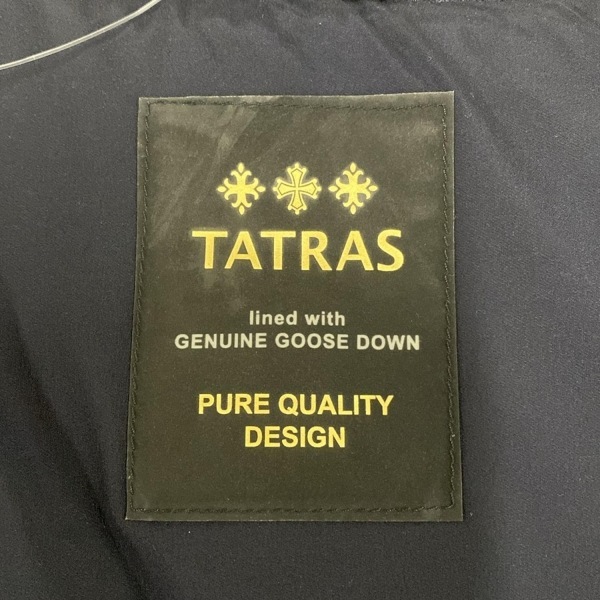 TATRAS
lined with
GENUINE GOOSE DOWN
PURE QUALITY
DESIGN